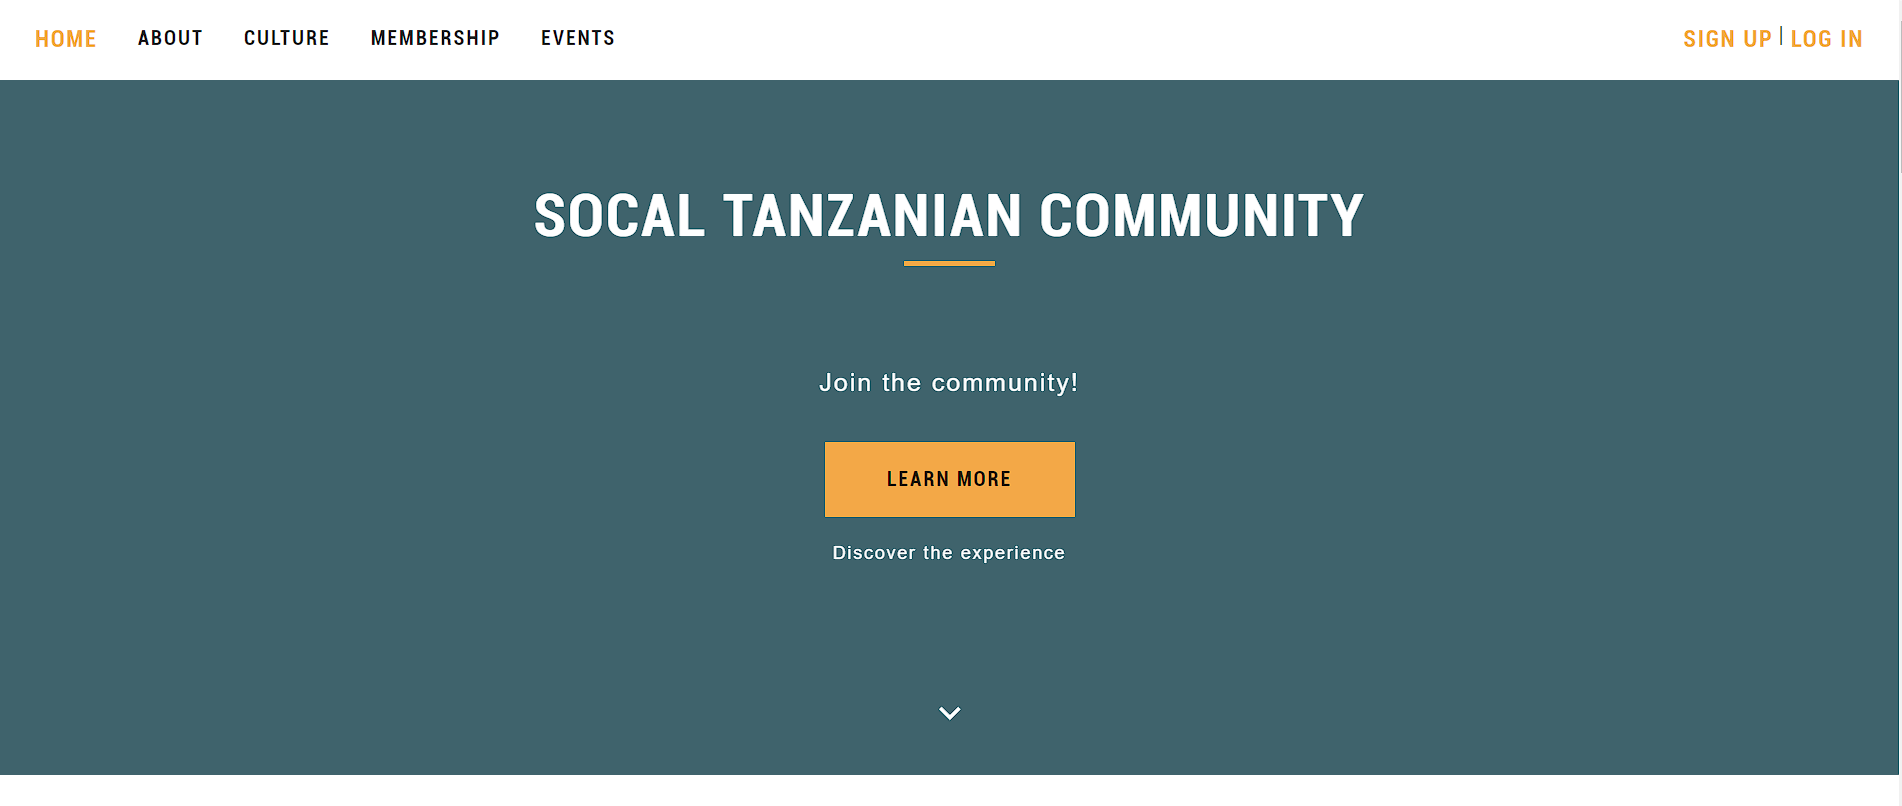 HOME ABOUT CULTURE MEMBERSHIP EVENTS SIGN UP | LOG IN
SOCAL TANZANIAN COMMUNITY
Join the community!
LEARN MORE
Discover the experience